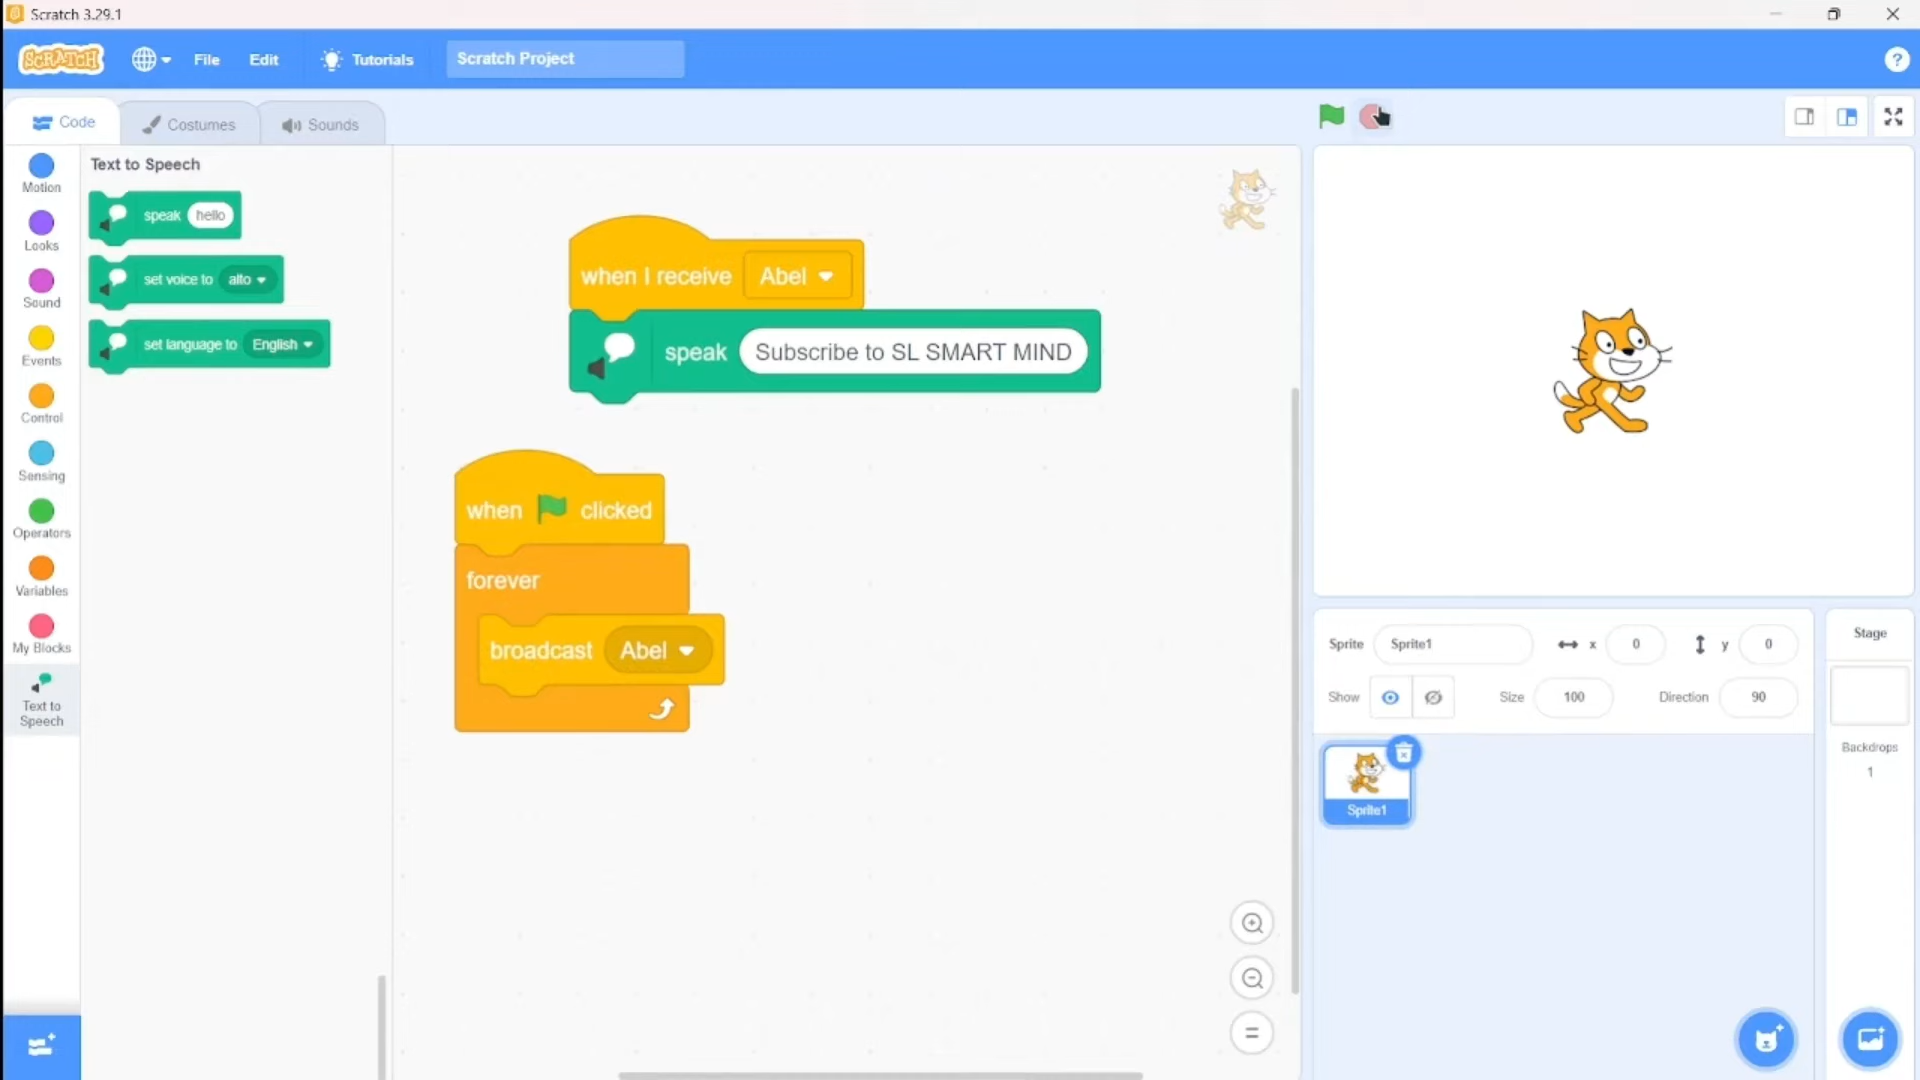 Scratch 3.29.1
SCRATCH
File
Edit
Tutorials
Scratch Project
?
Code
Costumes
Sounds
Motion
Looks
Sound
Events
Control
Sensing
Operators
Variables
My Blocks
Text to
Speech
Text to Speech
speak hello
set voice to alto
set language to English
when I receive Abel
speak Subscribe to SL SMART MIND
when clicked
forever
broadcast Abel
Sprite Sprite1 x 0 y 0
Show Size 100 Direction 90
Sprite1
Stage
Backdrops
1